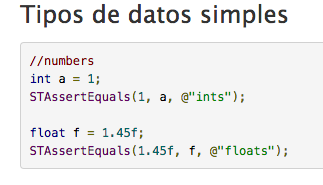 Tipos de datos simples
//numbers
int a = 1;
STAssertEquals(1, a, @"ints");
float f = 1.45f;
STAssertEquals(1.45f, f, @"floats");